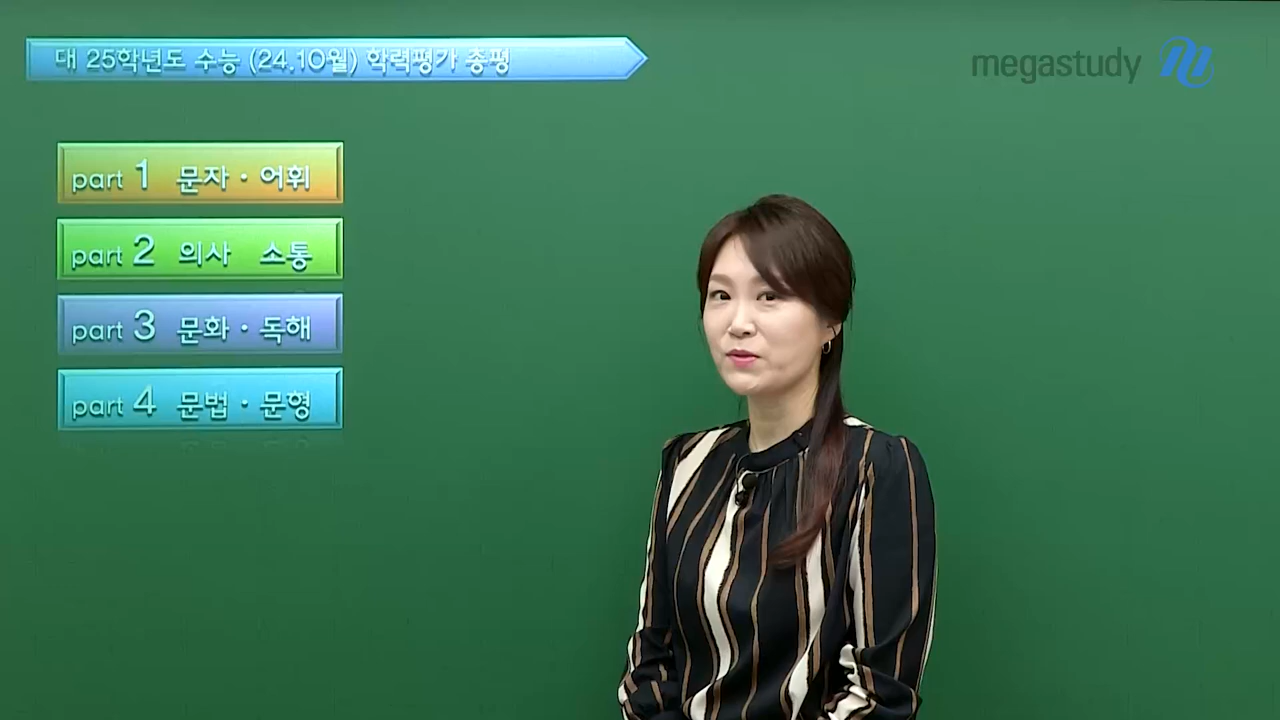 대 25학년도 수능 (24.10월) 학력평가 총평
megastudy
part 1 문자·어휘
part 2 의사 소통
part 3 문화·독해
part 4 문법·문형